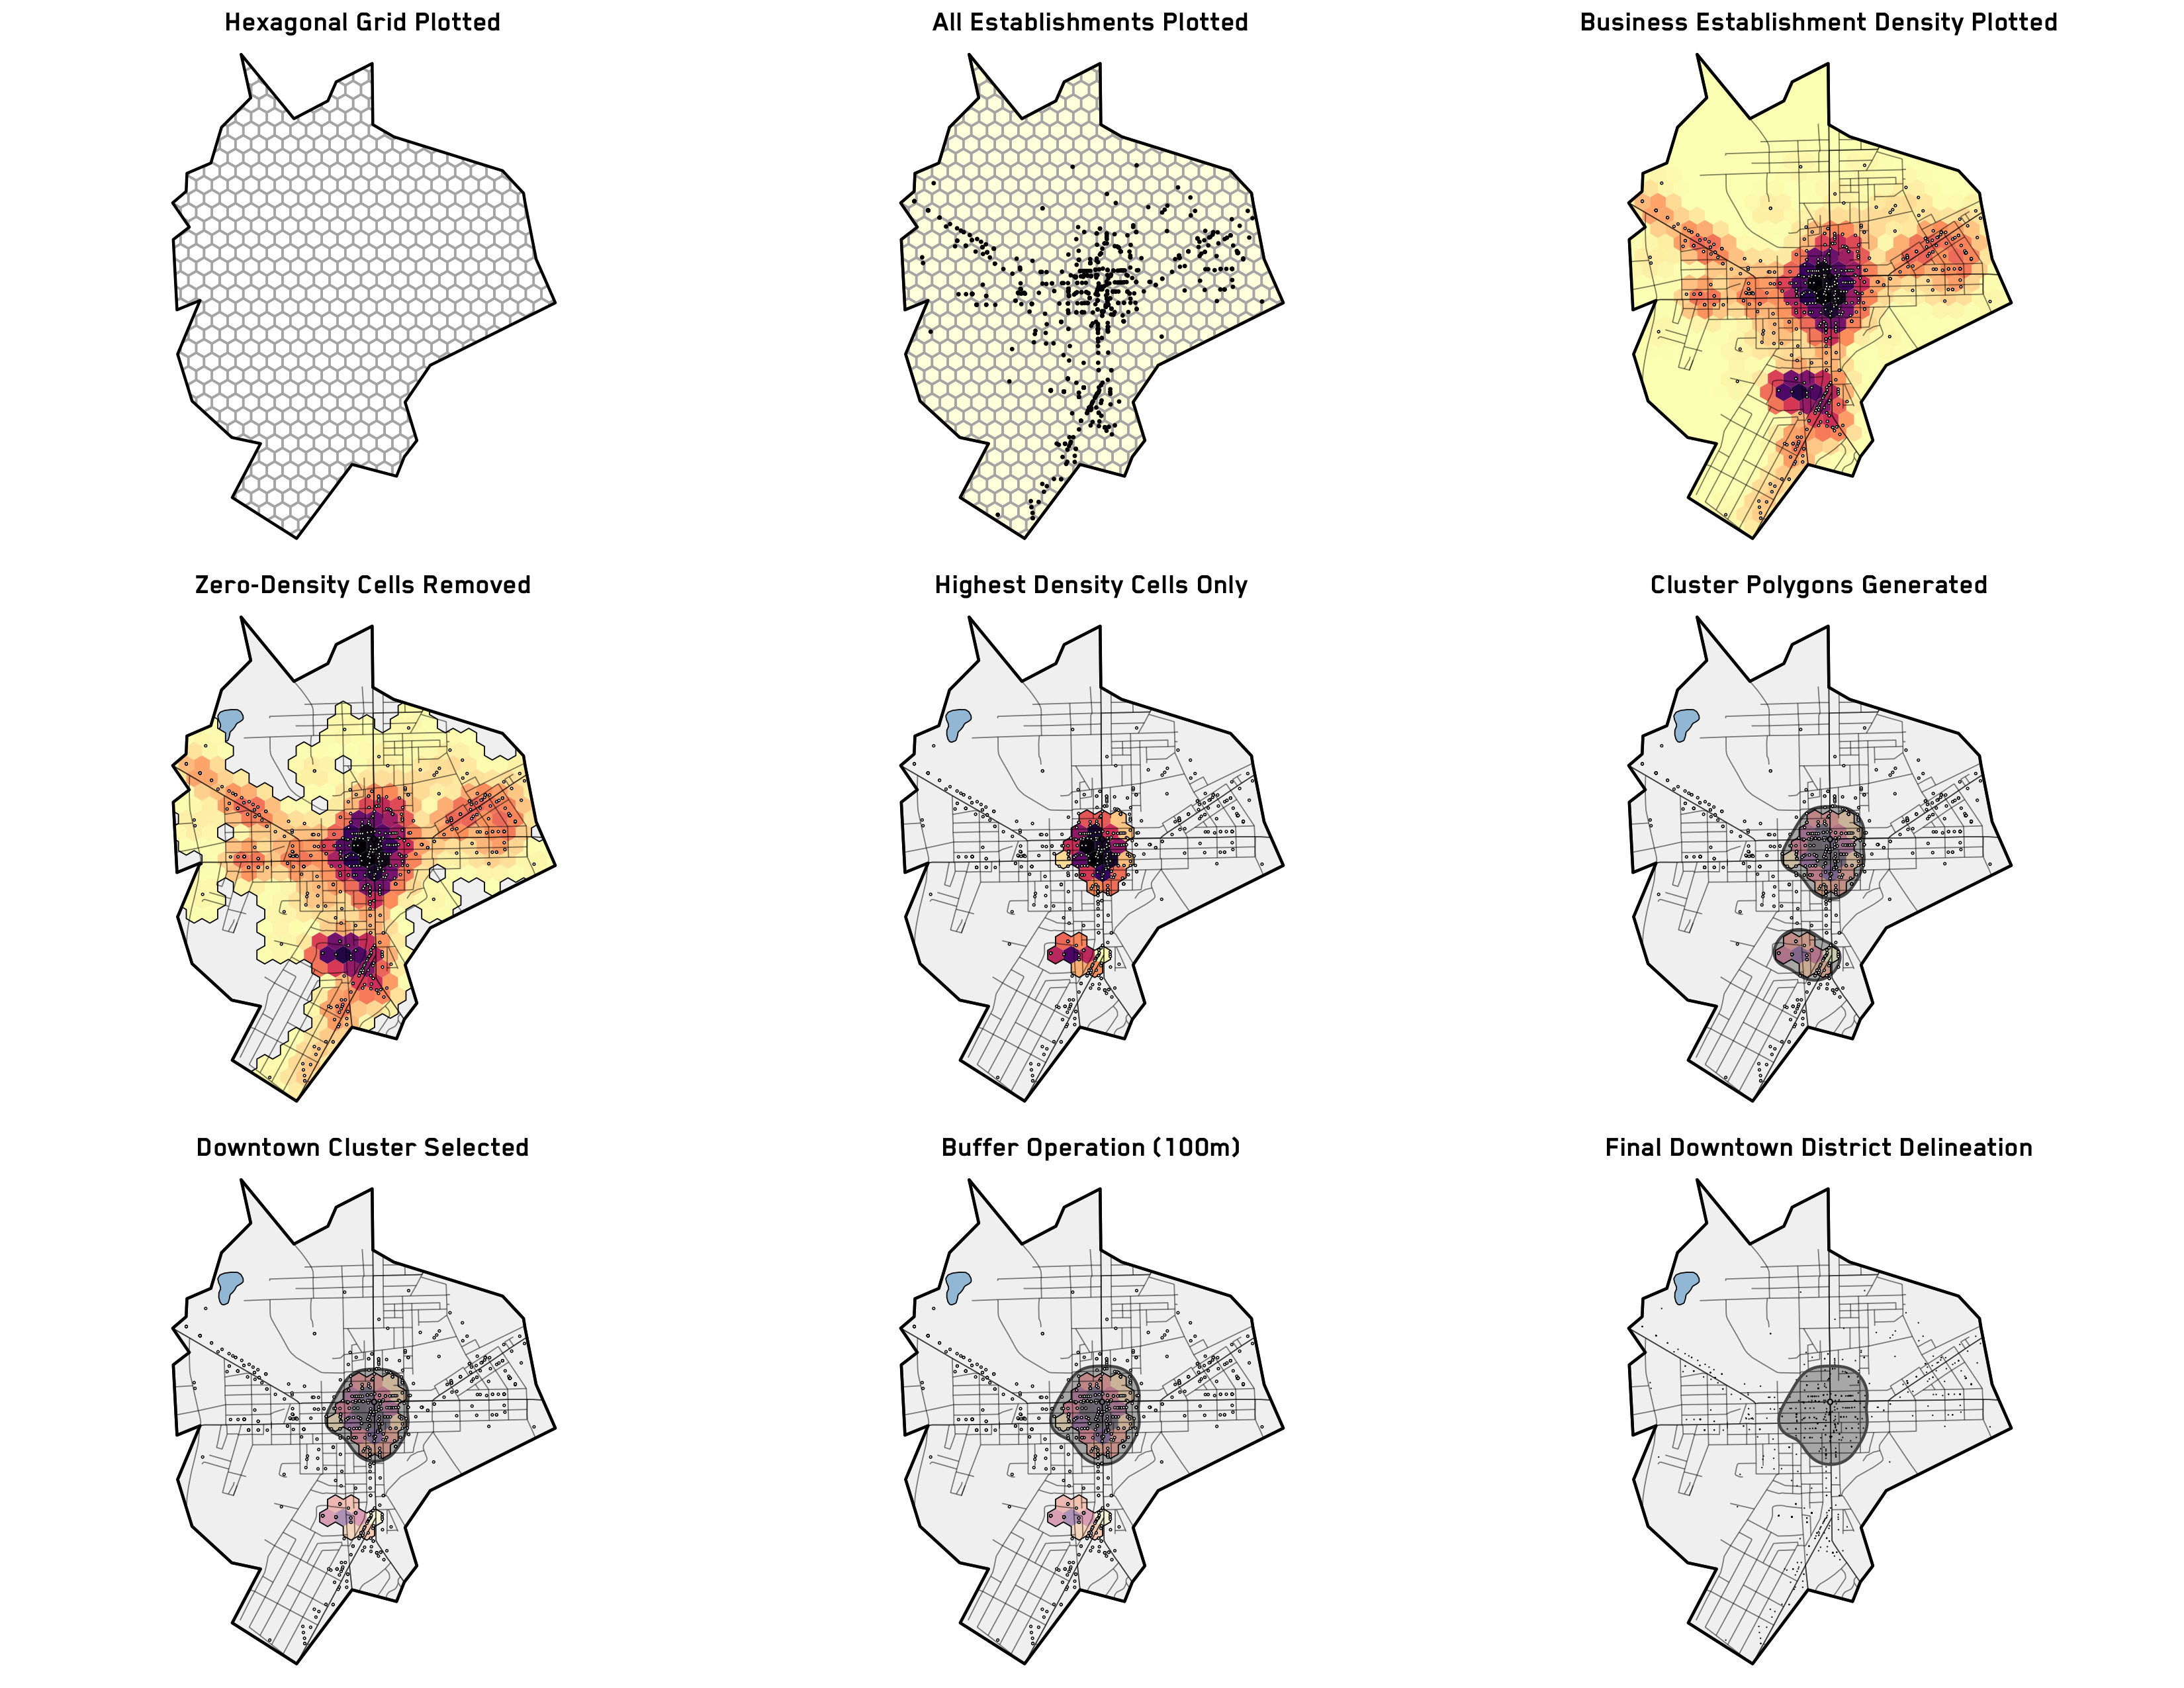 Hexagonal Grid Plotted
All Establishments Plotted
Business Establishment Density Plotted
Zero-Density Cells Removed
Highest Density Cells Only
Cluster Polygons Generated
Downtown Cluster Selected
Buffer Operation (100m)
Final Downtown District Delineation